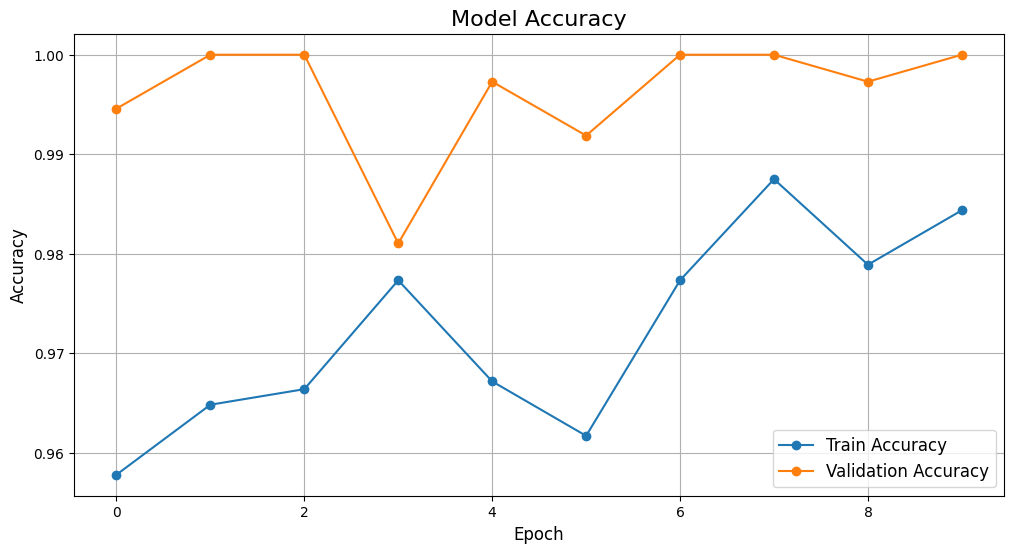 Model Accuracy
1.00
0.99
0.98
0.97
0.96
Accuracy
0 2 4 6 8
Epoch
Train Accuracy
Validation Accuracy